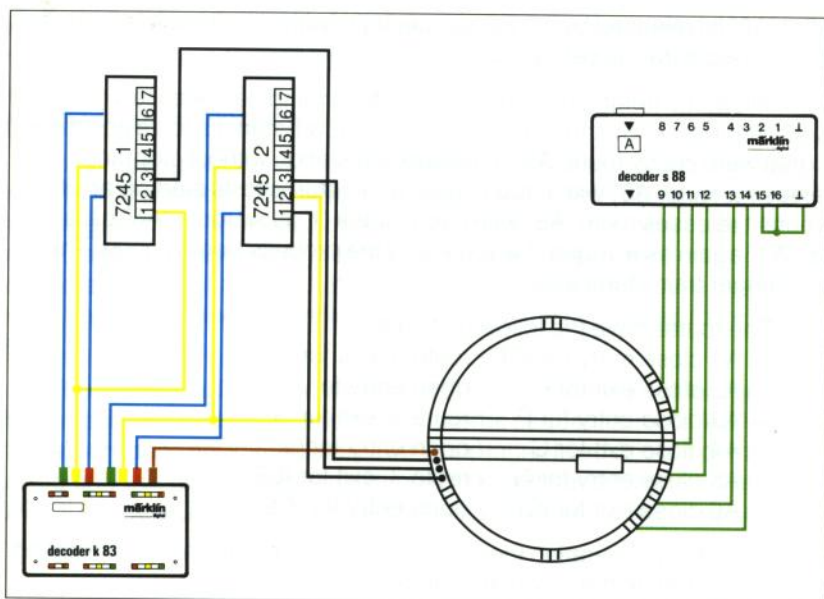 7245 1
1 2 3 4 5 6 7
7245 2
1 2 3 4 5 6 7
▼ 8 7 6 5 4 3 2 1 ⊥
A
märklin
digital
decoder s 88
▼ 9 10 11 12 13 14 15 16 ⊥
märklin
digital
decoder k 83